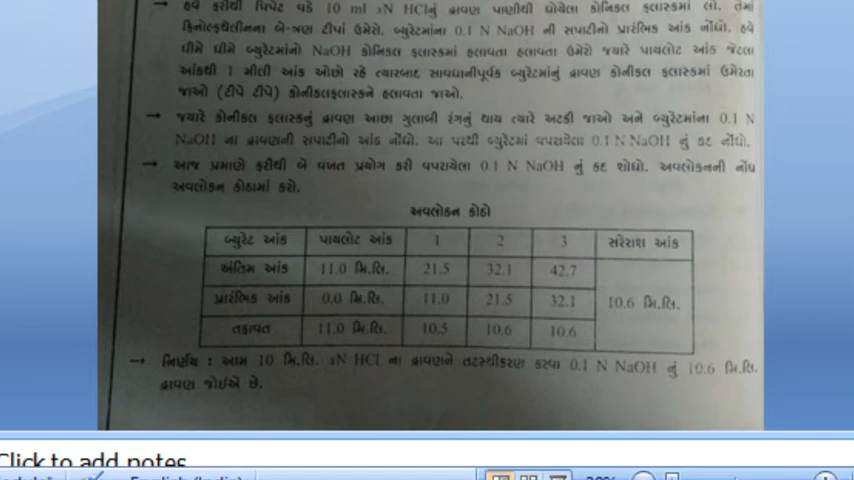 → હવે ફરીથી પિપેટ વડે 10 ml xN HClનું દ્રાવણ પાણીથી ધોયેલા કોનિકલ ફ્લાસ્કમાં લો. તેમાં
ફિનોલ્ફ્થેલીનના બે-ત્રણ ટીપાં ઉમેરો. બ્યુરેટમાંના 0.1 N NaOH ની સપાટીનો પ્રારંભિક આંક નોંધો. હવે
ધીમે ધીમે બ્યુરેટમાંનો NaOH કોનિકલ ફ્લાસ્કમાં હલાવતા હલાવતા ઉમેરો જ્યારે પાયલોટ આંક જેટલા
આંકથી 1 મીલી આંક ઓછો રહે ત્યારબાદ સાવધાનીપૂર્વક બ્યુરેટમાંનું દ્રાવણ કોનીકલ ફ્લાસ્કમાં ઉમેરતા
જાઓ (ટીપે ટીપે) કોનીકલફ્લાસ્કને હલાવતા જાઓ.
→ જ્યારે કોનીકલ ફ્લાસ્કનું દ્રાવણ આછા ગુલાબી રંગનું થાય ત્યારે અટકી જાઓ અને બ્યુરેટમાંના 0.1 N
NaOH ના દ્રાવણની સપાટીનો આંક નોંધો. આ પરથી બ્યુરેટમાં વપરાયેલા 0.1 N NaOH નું કદ નોંધો.
→ આજ પ્રમાણે ફરીથી બે વખત પ્રયોગ કરી વપરાયેલા 0.1 N NaOH નું કદ શોધો. અવલોકનની નોંધ
અવલોકન કોઠામાં કરો.
અવલોકન કોઠો
બ્યુરેટ આંક પાયલોટ આંક 1 2 3 સરેરાશ આંક
અંતિમ આંક 11.0 મિ.લિ. 21.5 32.1 42.7
પ્રારંભિક આંક 0.0 મિ.લિ. 11.0 21.5 32.1 10.6 મિ.લિ.
તફાવત 11.0 મિ.લિ. 10.5 10.6 10.6
→ નિર્ણય : આમ 10 મિ.લિ. xN HCl ના દ્રાવણને તટસ્થીકરણ કરવા 0.1 N NaOH નું 10.6 મિ.લિ.
દ્રાવણ જોઈએ છે.
Click to add notes
English (India)